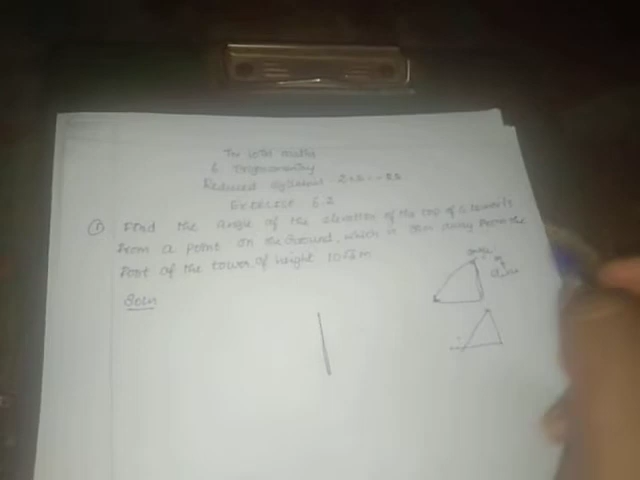 TN 10th maths
6. Trigonometry
Reduced syllabus
Exercise 6.2
① Find the angle of the elevation of the top of a tower
from a point on the Ground, which is 30m away from the
foot of the tower of height 10√3 m
Soln